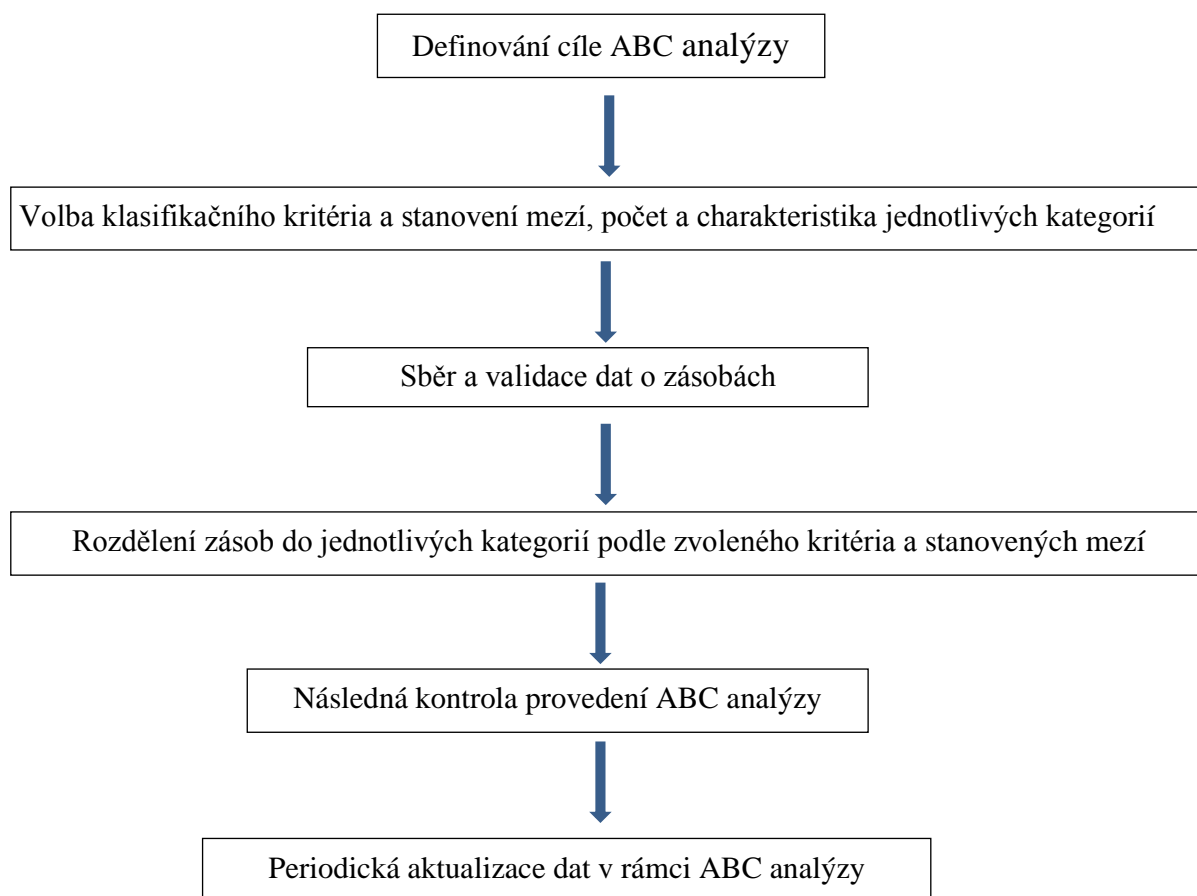 Definování cíle ABC analýzy
Volba klasifikačního kritéria a stanovení mezí, počet a charakteristika jednotlivých kategorií
Sběr a validace dat o zásobách
Rozdělení zásob do jednotlivých kategorií podle zvoleného kritéria a stanovených mezí
Následná kontrola provedení ABC analýzy
Periodická aktualizace dat v rámci ABC analýzy